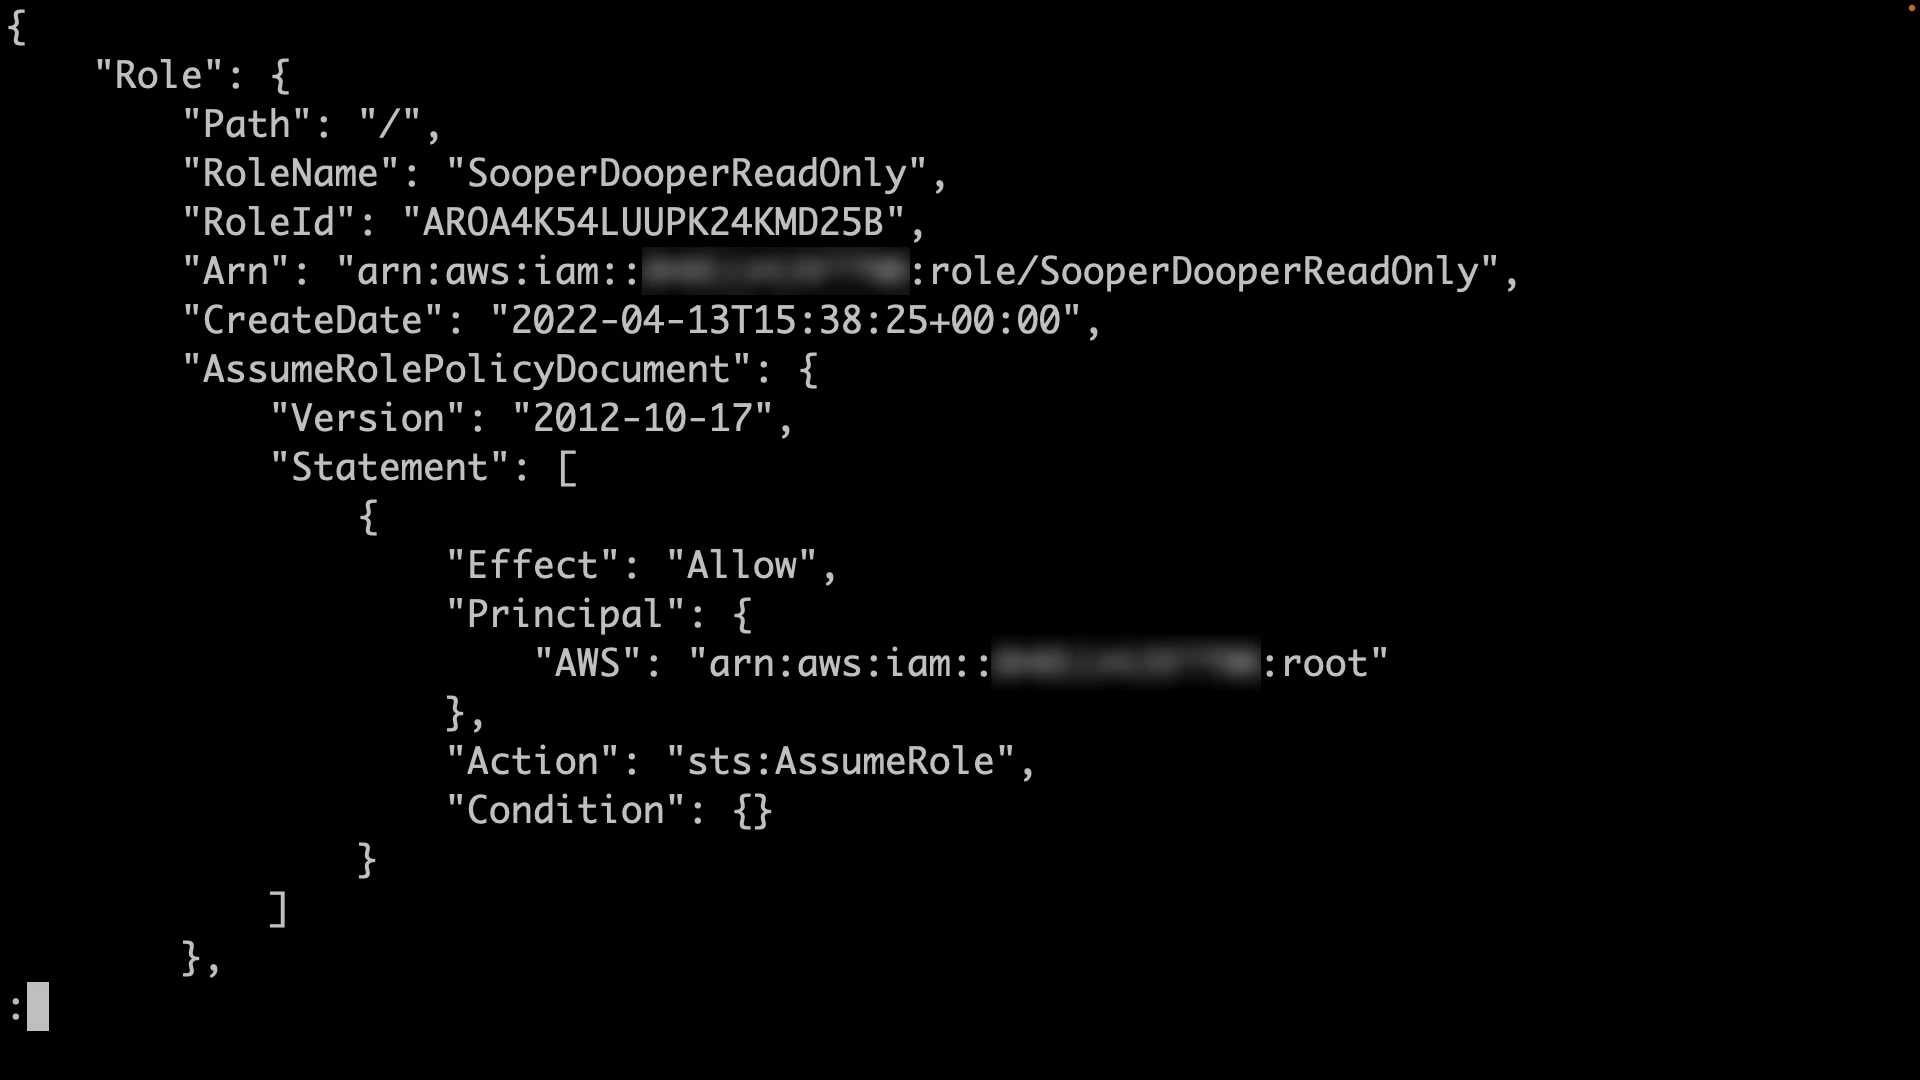 {
    "Role": {
        "Path": "/",
        "RoleName": "SooperDooperReadOnly",
        "RoleId": "AROA4K54LUUPK24KMD25B",
        "Arn": "arn:aws:iam:::role/SooperDooperReadOnly",
        "CreateDate": "2022-04-13T15:38:25+00:00",
        "AssumeRolePolicyDocument": {
            "Version": "2012-10-17",
            "Statement": [
                {
                    "Effect": "Allow",
                    "Principal": {
                        "AWS": "arn:aws:iam:::root"
                    },
                    "Action": "sts:AssumeRole",
                    "Condition": {}
                }
            ]
        },
: